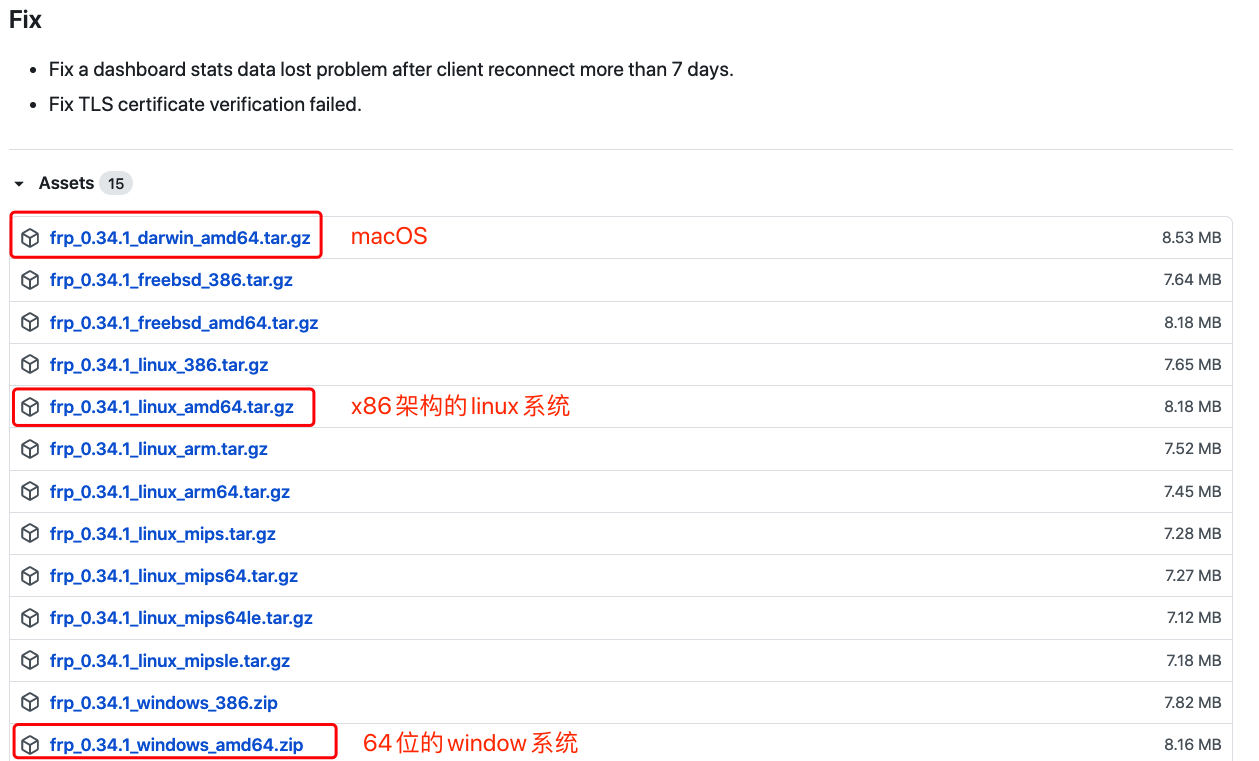 Fix
Fix a dashboard stats data lost problem after client reconnect more than 7 days.
Fix TLS certificate verification failed.
Assets 15
frp_0.34.1_darwin_amd64.tar.gz macOS 8.53 MB
frp_0.34.1_freebsd_386.tar.gz 7.64 MB
frp_0.34.1_freebsd_amd64.tar.gz 8.18 MB
frp_0.34.1_linux_386.tar.gz 7.65 MB
frp_0.34.1_linux_amd64.tar.gz x86架构的linux系统 8.18 MB
frp_0.34.1_linux_arm.tar.gz 7.52 MB
frp_0.34.1_linux_arm64.tar.gz 7.45 MB
frp_0.34.1_linux_mips.tar.gz 7.28 MB
frp_0.34.1_linux_mips64.tar.gz 7.27 MB
frp_0.34.1_linux_mips64le.tar.gz 7.12 MB
frp_0.34.1_linux_mipsle.tar.gz 7.18 MB
frp_0.34.1_windows_386.zip 7.82 MB
frp_0.34.1_windows_amd64.zip 64位的window系统 8.16 MB